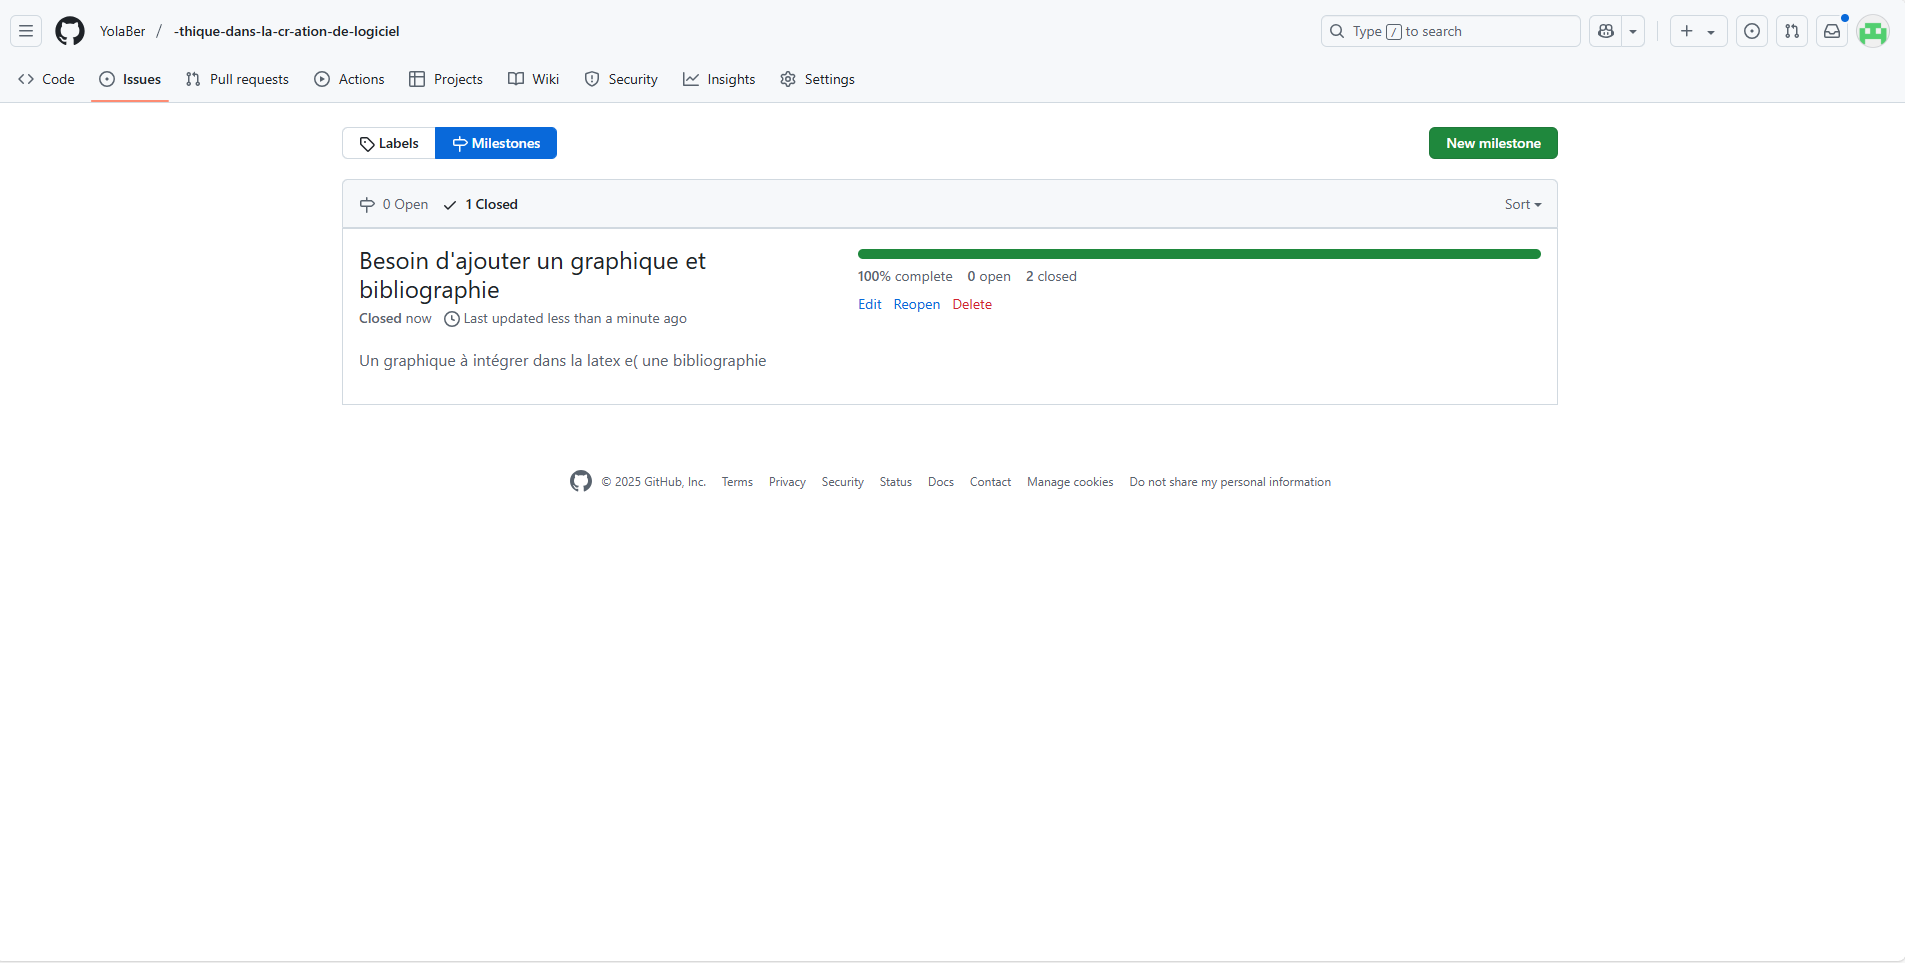 YolaBer / -thique-dans-la-cr-ation-de-logiciel Type / to search
Code Issues Pull requests Actions Projects Wiki Security Insights Settings
Labels Milestones New milestone
0 Open 1 Closed Sort
Besoin d'ajouter un graphique et
bibliographie
Closed now Last updated less than a minute ago
Un graphique à intégrer dans la latex e( une bibliographie
100% complete 0 open 2 closed
Edit Reopen Delete
© 2025 GitHub, Inc. Terms Privacy Security Status Docs Contact Manage cookies Do not share my personal information